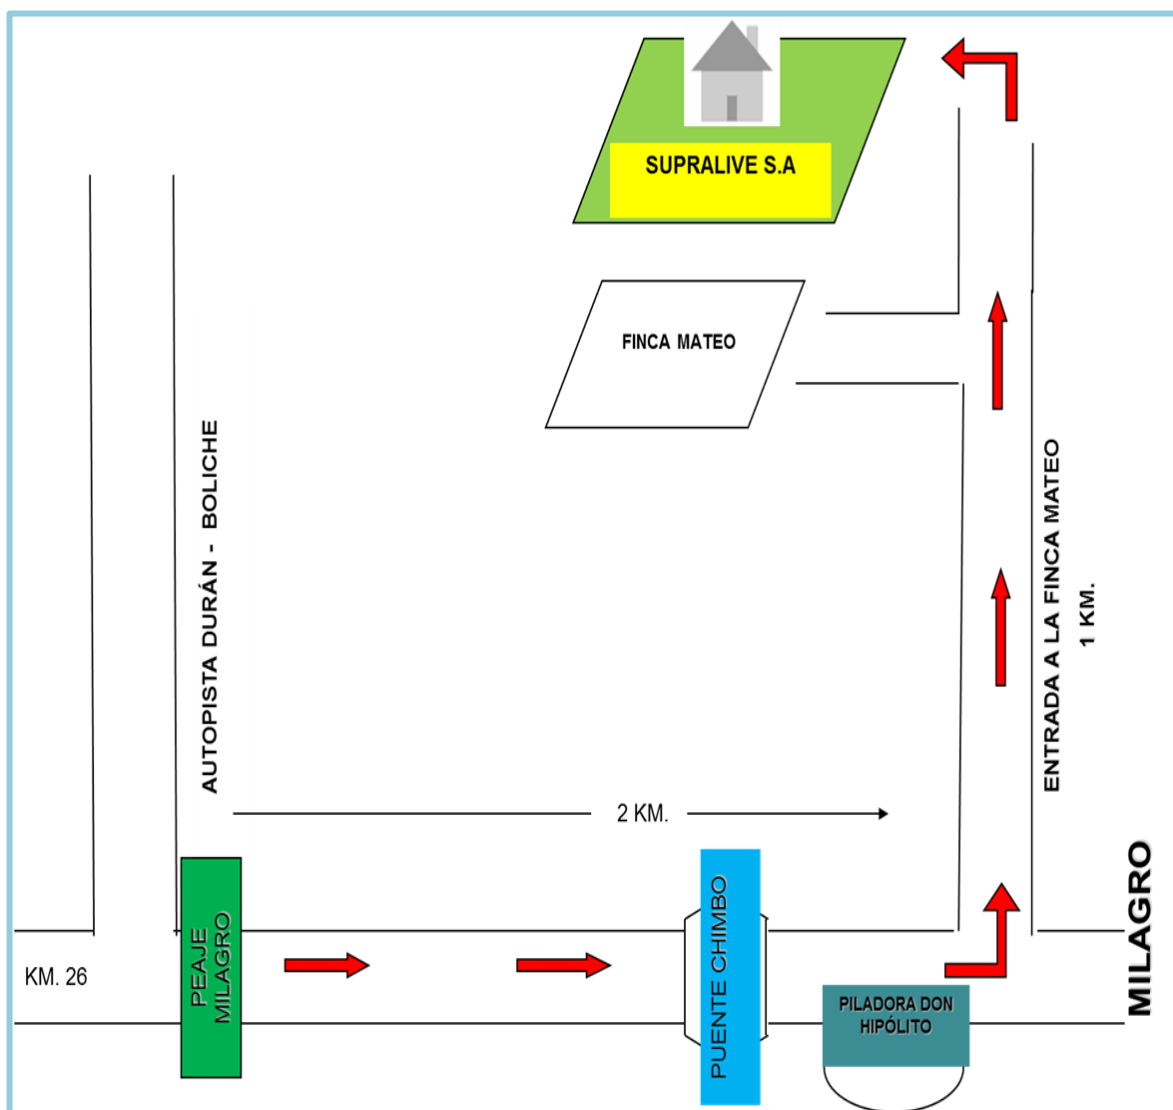 SUPRALIVE S.A
FINCA MATEO
AUTOPISTA DURÁN - BOLICHE
ENTRADA A LA FINCA MATEO
1 KM.
2 KM.
KM. 26
PEAJE
MILAGRO
PUENTE CHIMBO
PILADORA DON
HIPÓLITO
MILAGRO